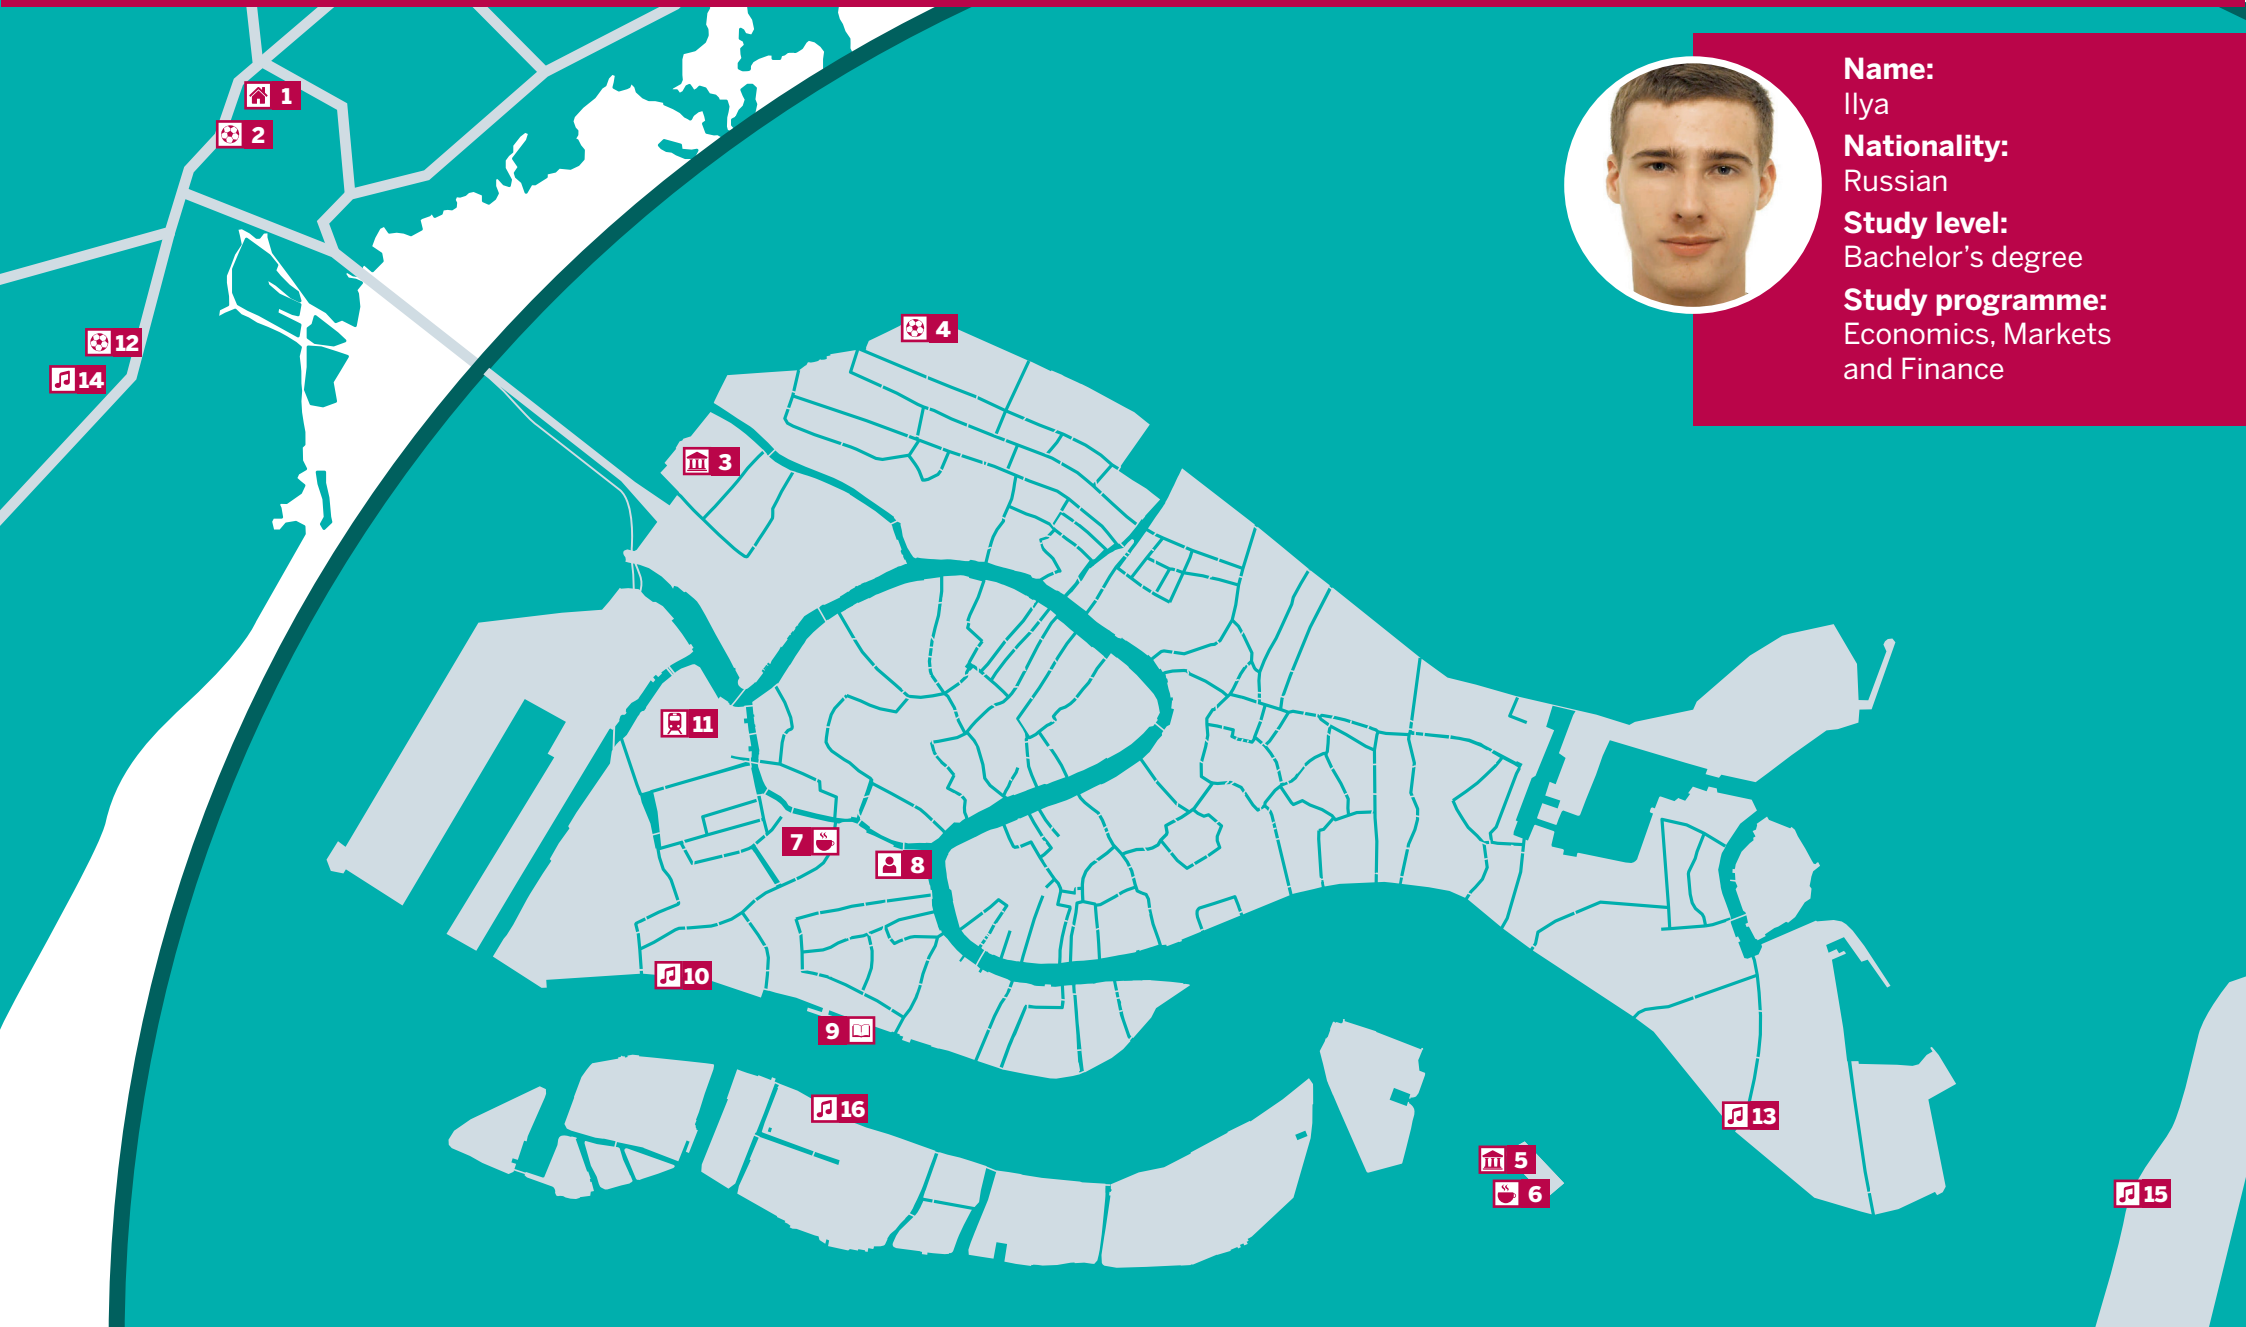 Name:
Ilya
Nationality:
Russian
Study level:
Bachelor’s degree
Study programme:
Economics, Markets
and Finance
1
2
12
14
4
3
11
7
8
10
9
16
5
6
13
15